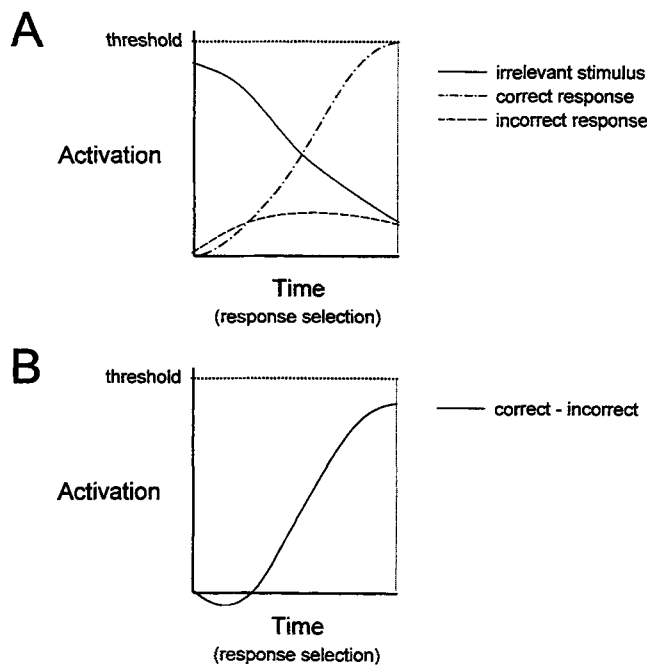 A
threshold
irrelevant stimulus
correct response
incorrect response
Activation
Time
(response selection)
B
threshold
correct - incorrect
Activation
Time
(response selection)